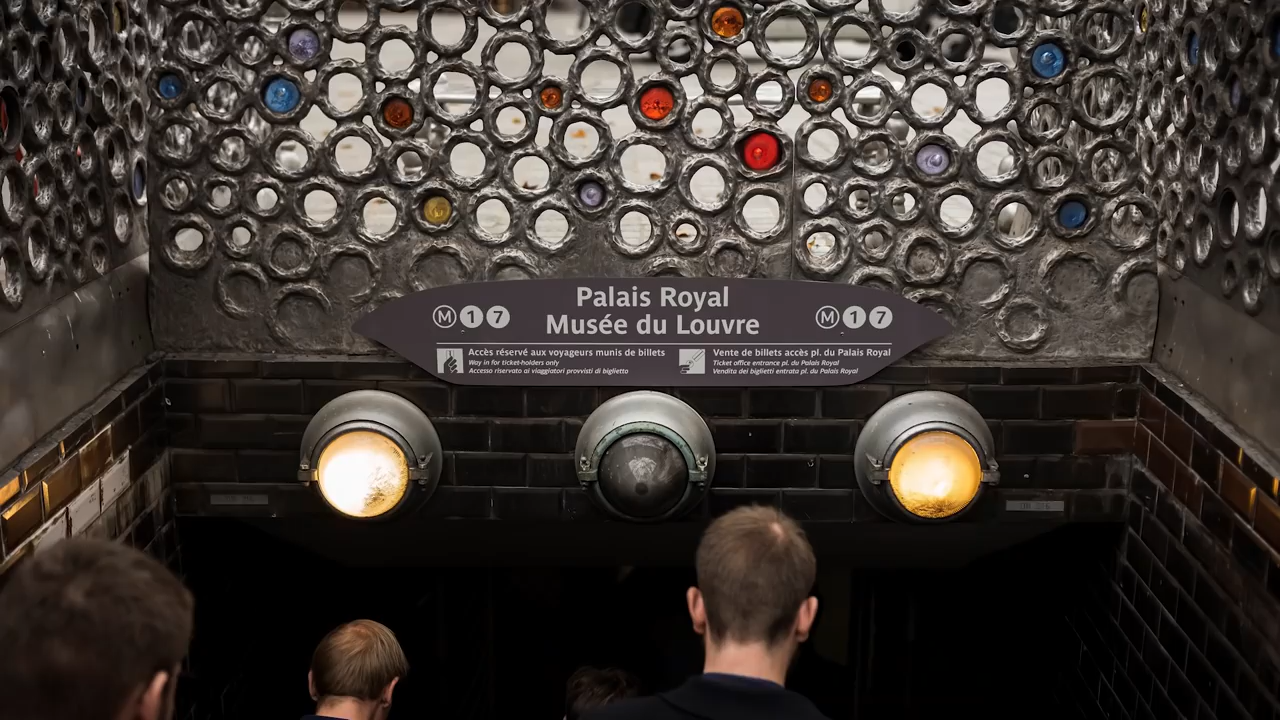 Palais Royal
Musée du Louvre
M 1 7
M 1 7
Accès réservé aux voyageurs munis de billets
Way in for ticket-holders only
Accesso riservato ai viaggiatori provvisti di biglietto
Vente de billets accès pl. du Palais Royal
Ticket office entrance pl. du Palais Royal
Vendita dei biglietti entrata pl. du Palais Royal